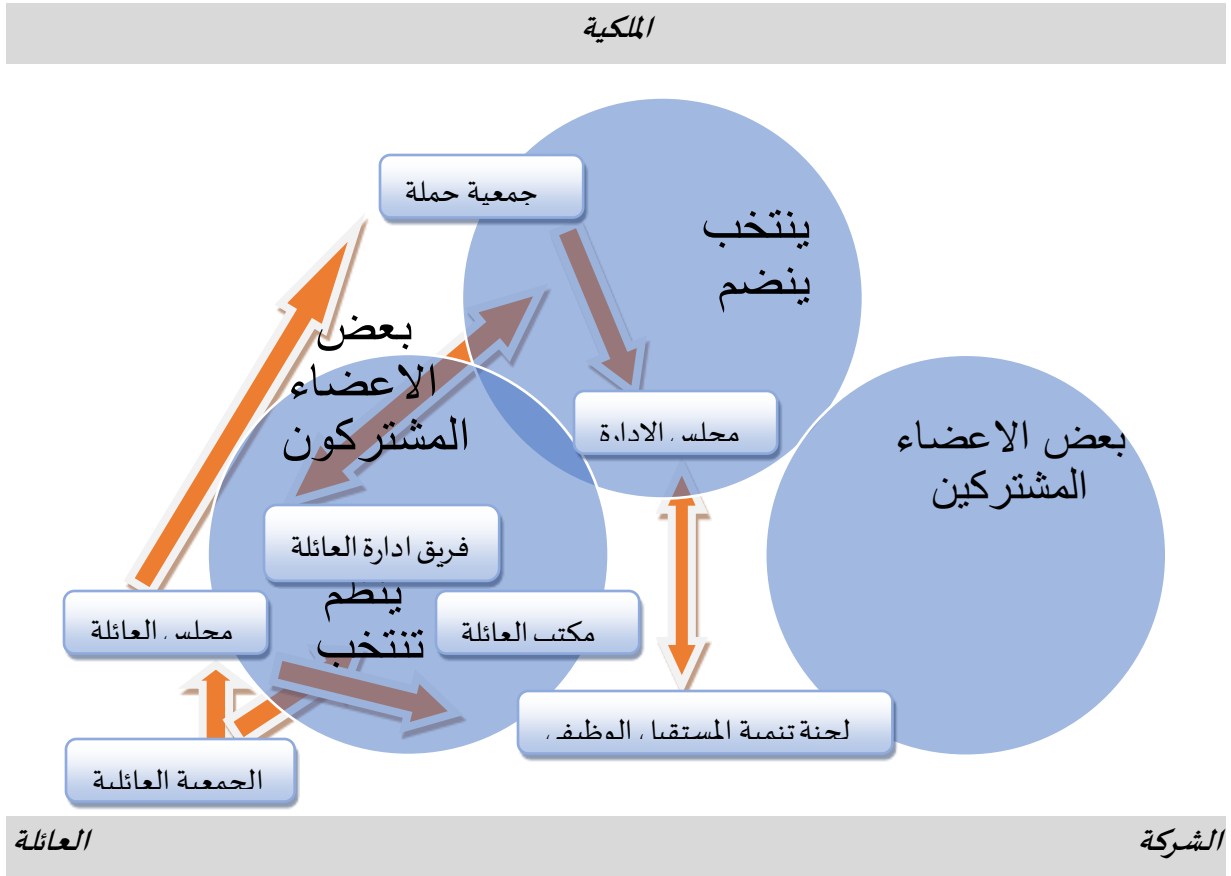 الملكية
جمعية حملة
ينتخب
ينضم
بعض
الاعضاء
المشتركون
مجلس الادارة
بعض الاعضاء
المشتركين
فريق ادارة العائلة
ينظم
تنتخب
مجلس العائلة
مكتب العائلة
لجنة تنمية المستقبل الوظيفي
الجمعية العائلية
العائلة
الشركة